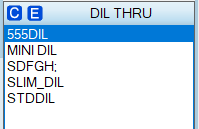 C E DIL THRU
555DIL
MINI DIL
SDFGH;
SLIM_DIL
STDDIL